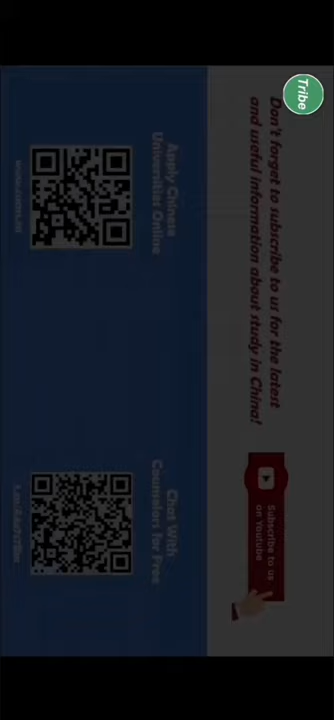 Tribe
Don't forget to subscribe to us for the latest
and useful information about study in China!
Apply Chinese
Universities Online
Chat With
Counselors for Free
Subscribe to us
on Youtube